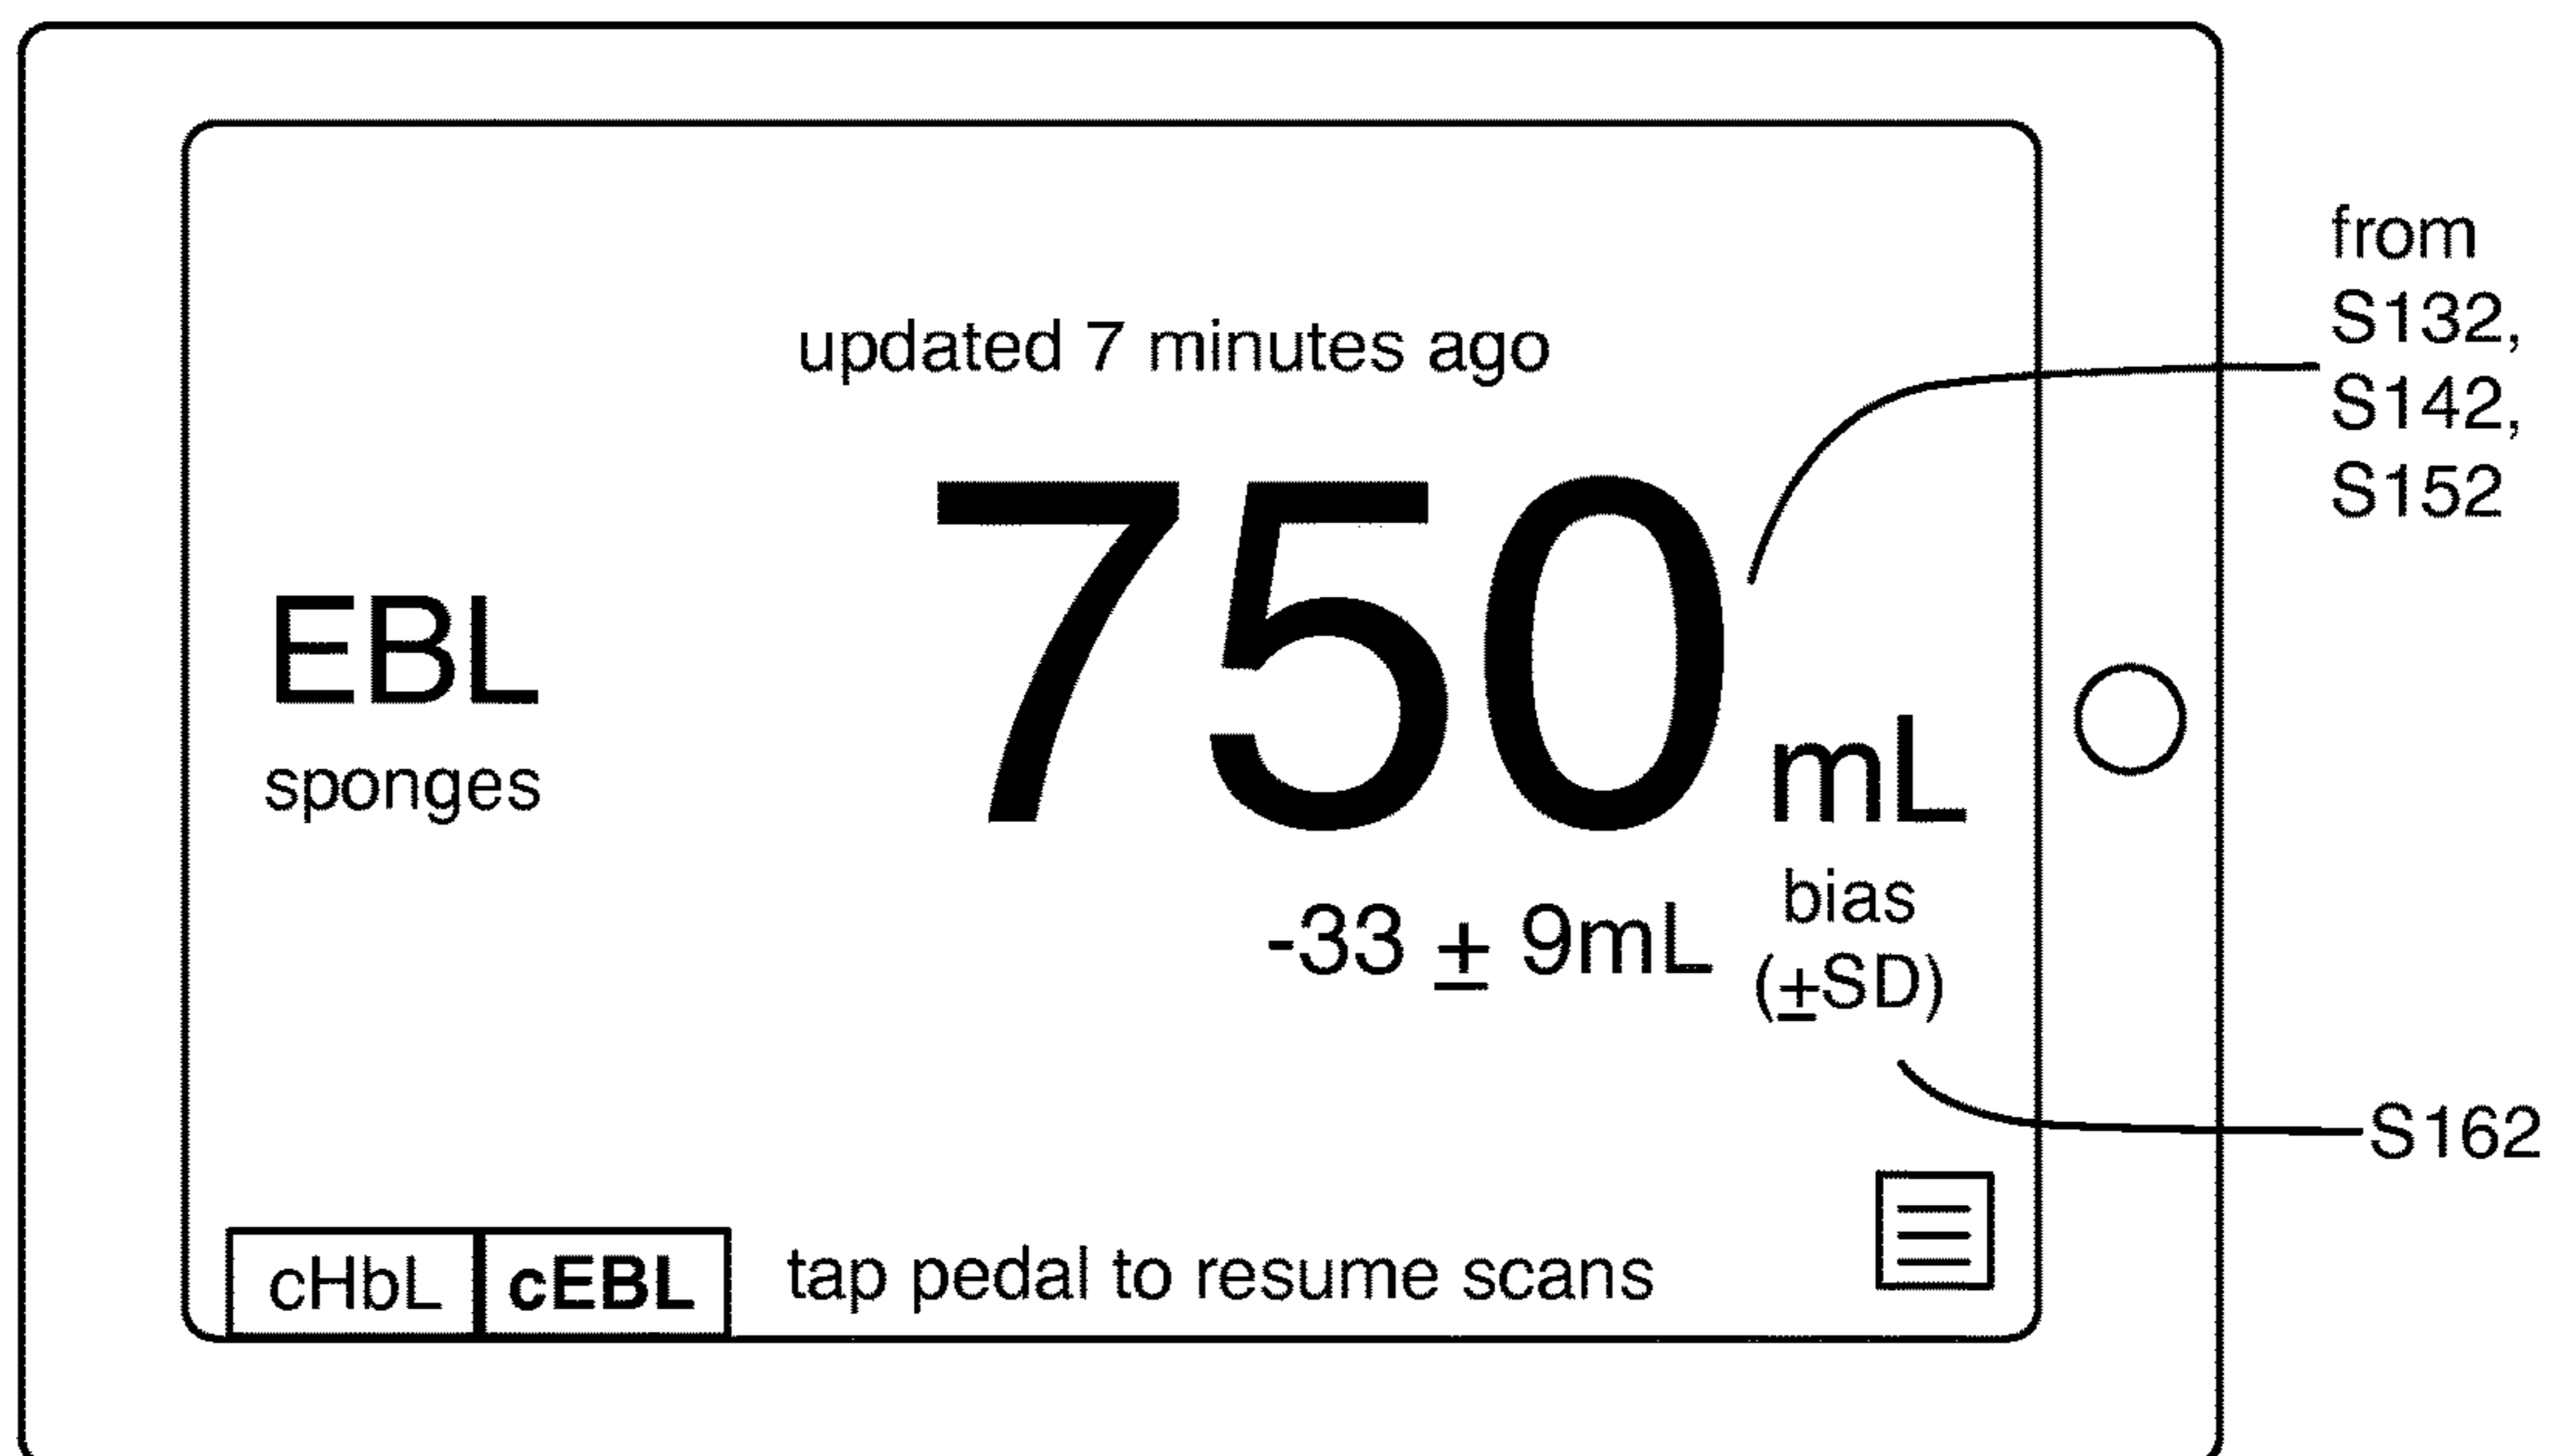 updated 7 minutes ago
750 mL
EBL
sponges
-33 ± 9mL
bias
(±SD)
cHbL
cEBL
tap pedal to resume scans
from
S132,
S142,
S152
S162